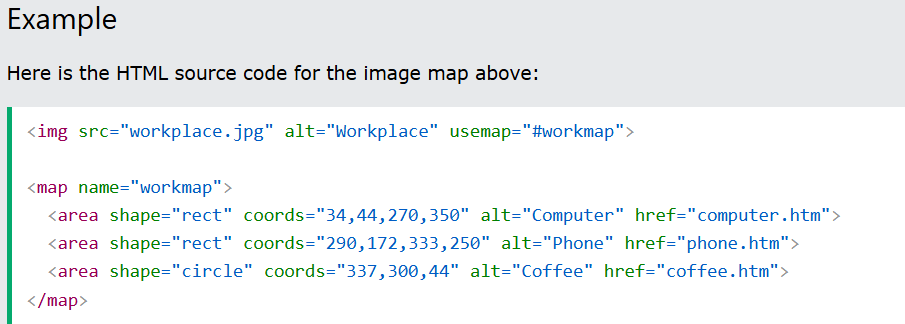 Example
Here is the HTML source code for the image map above:
<img src="workplace.jpg" alt="Workplace" usemap="#workmap">
<map name="workmap">
<area shape="rect" coords="34,44,270,350" alt="Computer" href="computer.htm">
<area shape="rect" coords="290,172,333,250" alt="Phone" href="phone.htm">
<area shape="circle" coords="337,300,44" alt="Coffee" href="coffee.htm">
</map>